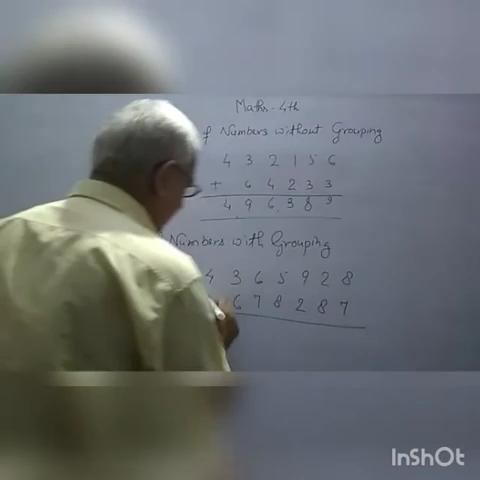 Maths - 4th
of Numbers without Grouping
4 3 2 1 5 6
+ 6 4 2 3 3
4 9 6 3 8 9
Numbers with Grouping
4 3 6 5 9 2 8
6 7 8 2 8 7
InShOt